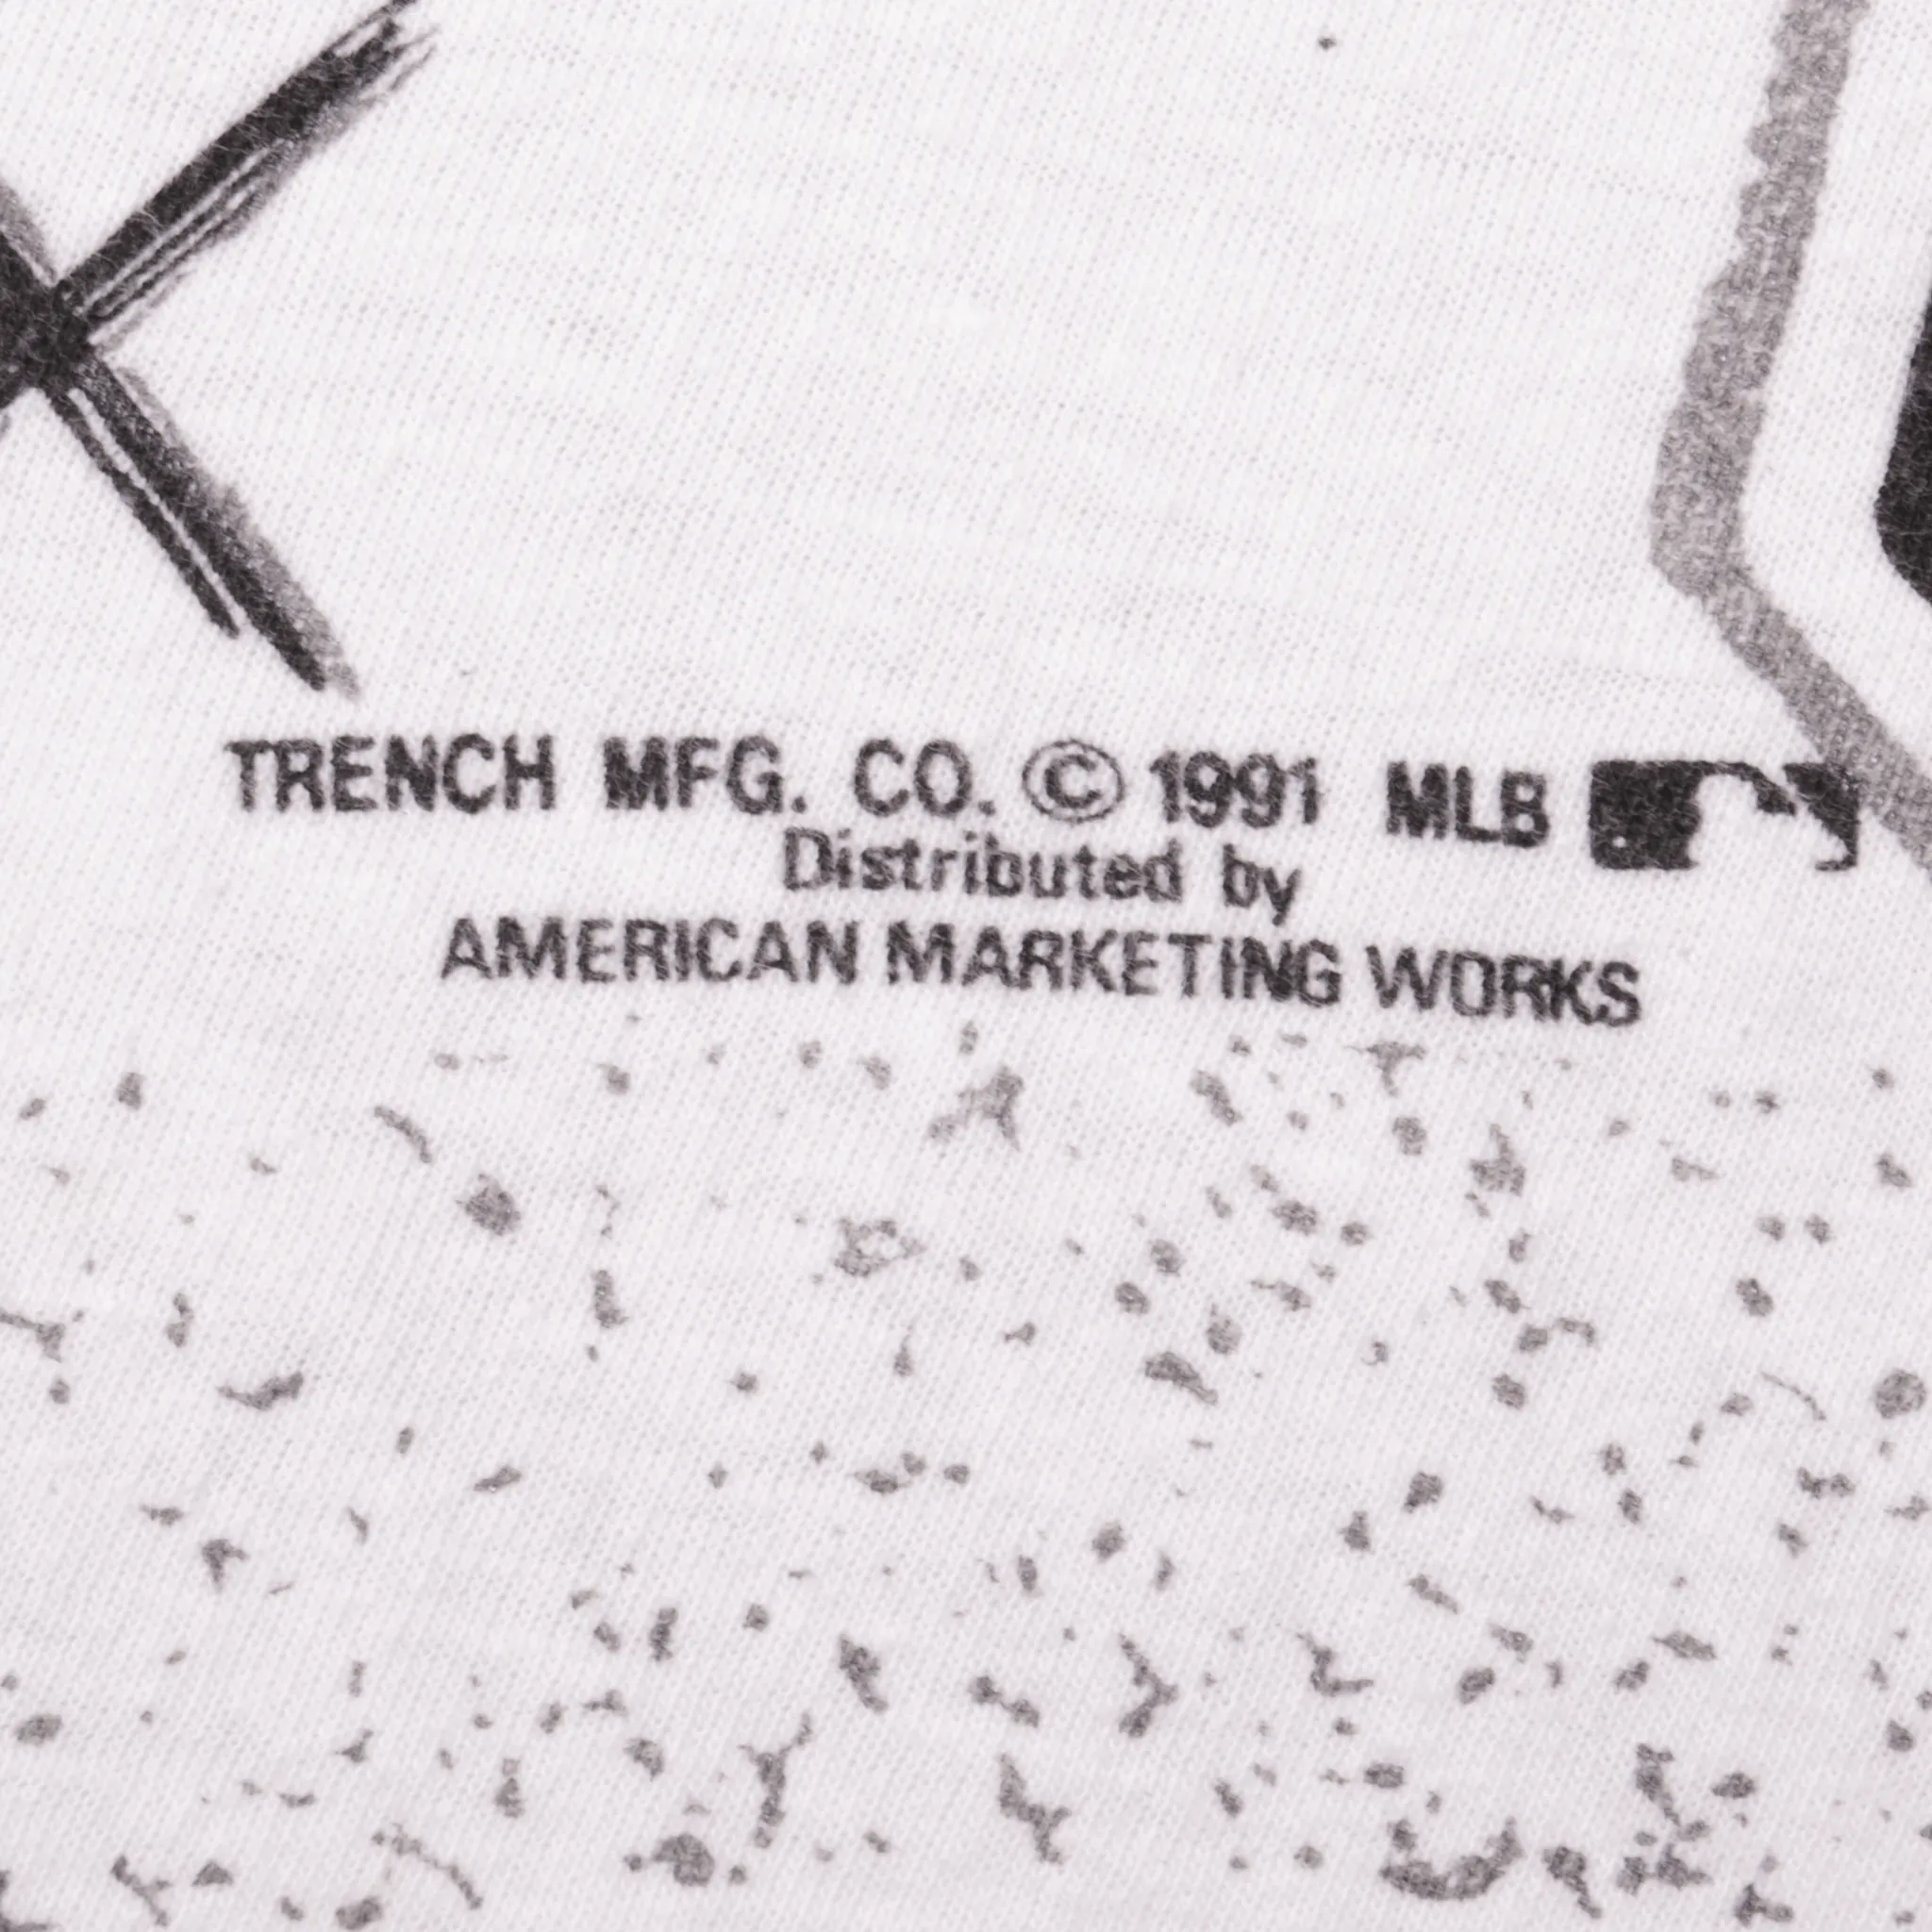 TRENCH MFG. CO. © 1991 MLB
Distributed by
AMERICAN MARKETING WORKS